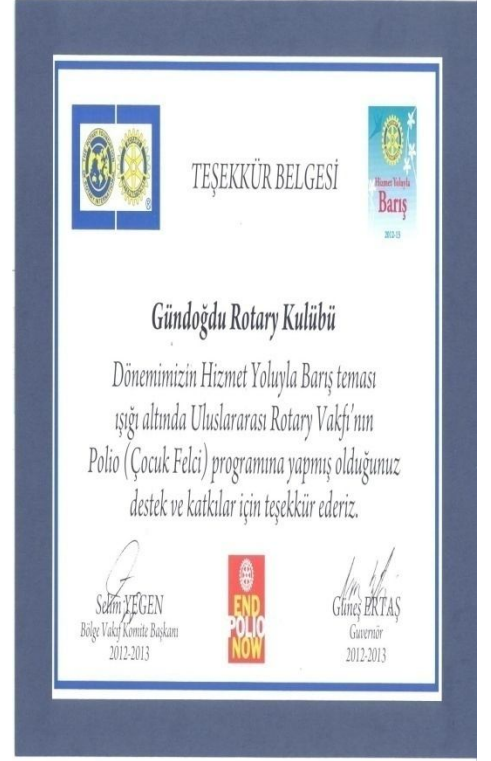 TEŞEKKÜR BELGESİ
Hizmet Yoluyla
Barış
2012-13
Gündoğdu Rotary Kulübü
Dönemimizin Hizmet Yoluyla Barış teması
ışığı altında Uluslararası Rotary Vakfı'nın
Polio (Çocuk Felci) programına yapmış olduğunuz
destek ve katkılar için teşekkür ederiz.
Selim YEGEN
Bölge Vakıf Komite Başkanı
2012-2013
END
POLIO
NOW
Güneş ERTAŞ
Guvernör
2012-2013